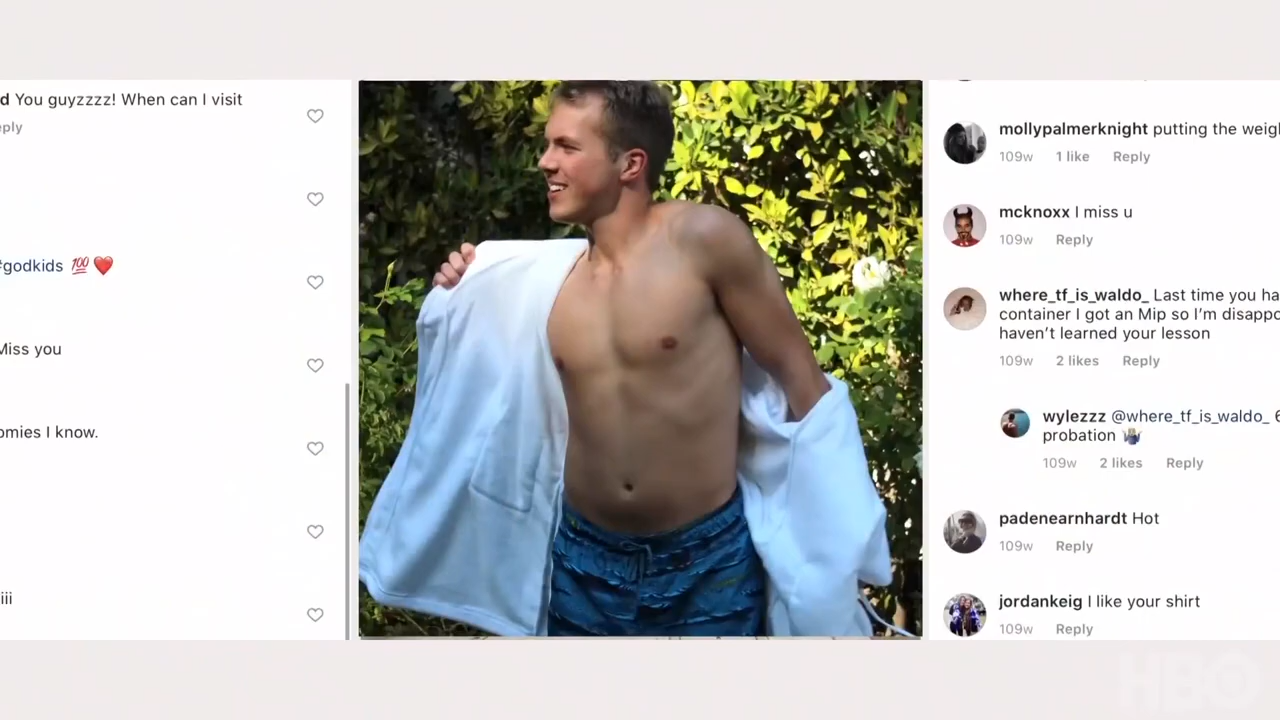 d You guyzzzz! When can I visit
eply
#godkids 💯❤️
Miss you
omies I know.
iii
mollypalmerknight putting the weigh
109w 1 like Reply
mcknoxx I miss u
109w Reply
where_tf_is_waldo_ Last time you ha
container I got an Mip so I'm disappo
haven't learned your lesson
109w 2 likes Reply
wylezzz @where_tf_is_waldo_ 6
probation 🤷🏼‍♂️
109w 2 likes Reply
padenearnhardt Hot
109w Reply
jordankeig I like your shirt
109w Reply
HBO